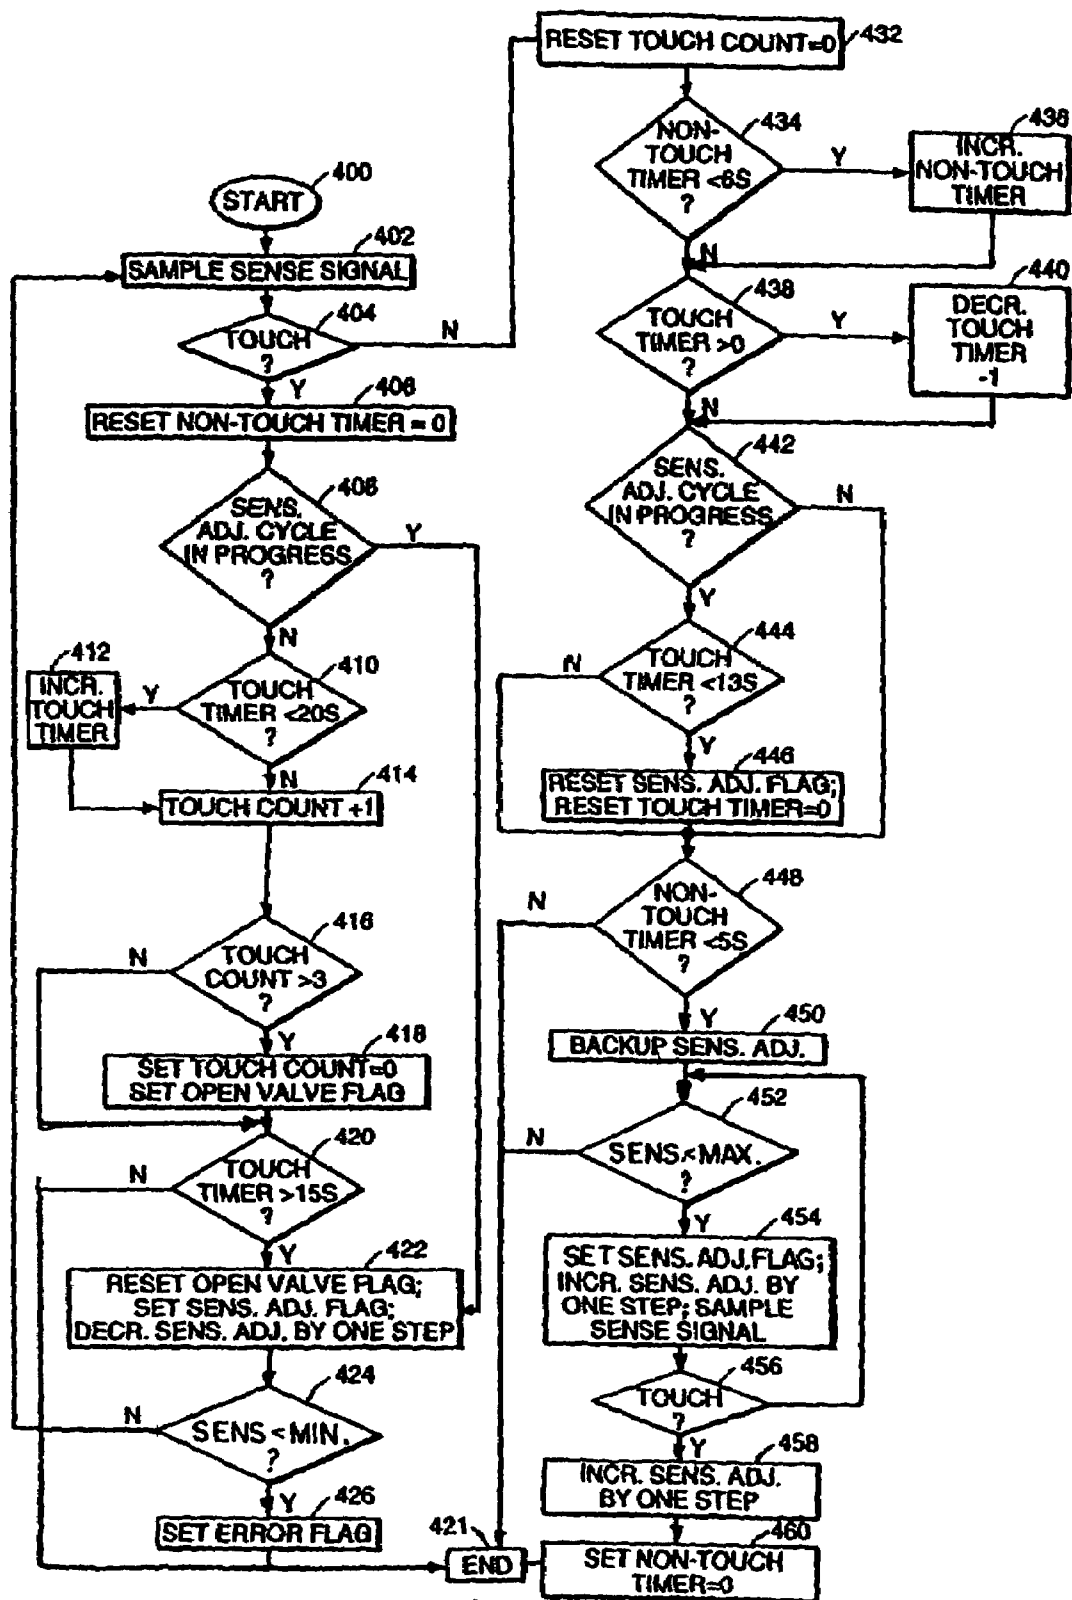 400
START
402
SAMPLE SENSE SIGNAL
404
TOUCH
?
N
Y
406
RESET NON-TOUCH TIMER = 0
408
SENS.
ADJ. CYCLE
IN PROGRESS
?
Y
N
410
TOUCH
TIMER <20S
?
Y
412
INCR.
TOUCH
TIMER
N
414
TOUCH COUNT +1
416
TOUCH
COUNT >3
?
N
Y
418
SET TOUCH COUNT=0
SET OPEN VALVE FLAG
420
TOUCH
TIMER >15S
?
N
Y
422
RESET OPEN VALVE FLAG;
SET SENS. ADJ. FLAG;
DECR. SENS. ADJ. BY ONE STEP
424
SENS < MIN.
?
N
Y
426
SET ERROR FLAG
421
END
RESET TOUCH COUNT=0
432
434
NON-
TOUCH
TIMER <6S
?
Y
436
INCR.
NON-TOUCH
TIMER
N
438
TOUCH
TIMER >0
?
Y
440
DECR.
TOUCH
TIMER
-1
N
442
SENS.
ADJ. CYCLE
IN PROGRESS
?
N
Y
444
TOUCH
TIMER <13S
?
N
Y
446
RESET SENS. ADJ. FLAG;
RESET TOUCH TIMER=0
448
NON-
TOUCH
TIMER <5S
?
N
Y
450
BACKUP SENS. ADJ.
452
SENS < MAX.
?
N
Y
454
SET SENS. ADJ. FLAG;
INCR. SENS. ADJ. BY
ONE STEP; SAMPLE
SENSE SIGNAL
456
TOUCH
?
Y
458
INCR. SENS. ADJ.
BY ONE STEP
460
SET NON-TOUCH
TIMER=0